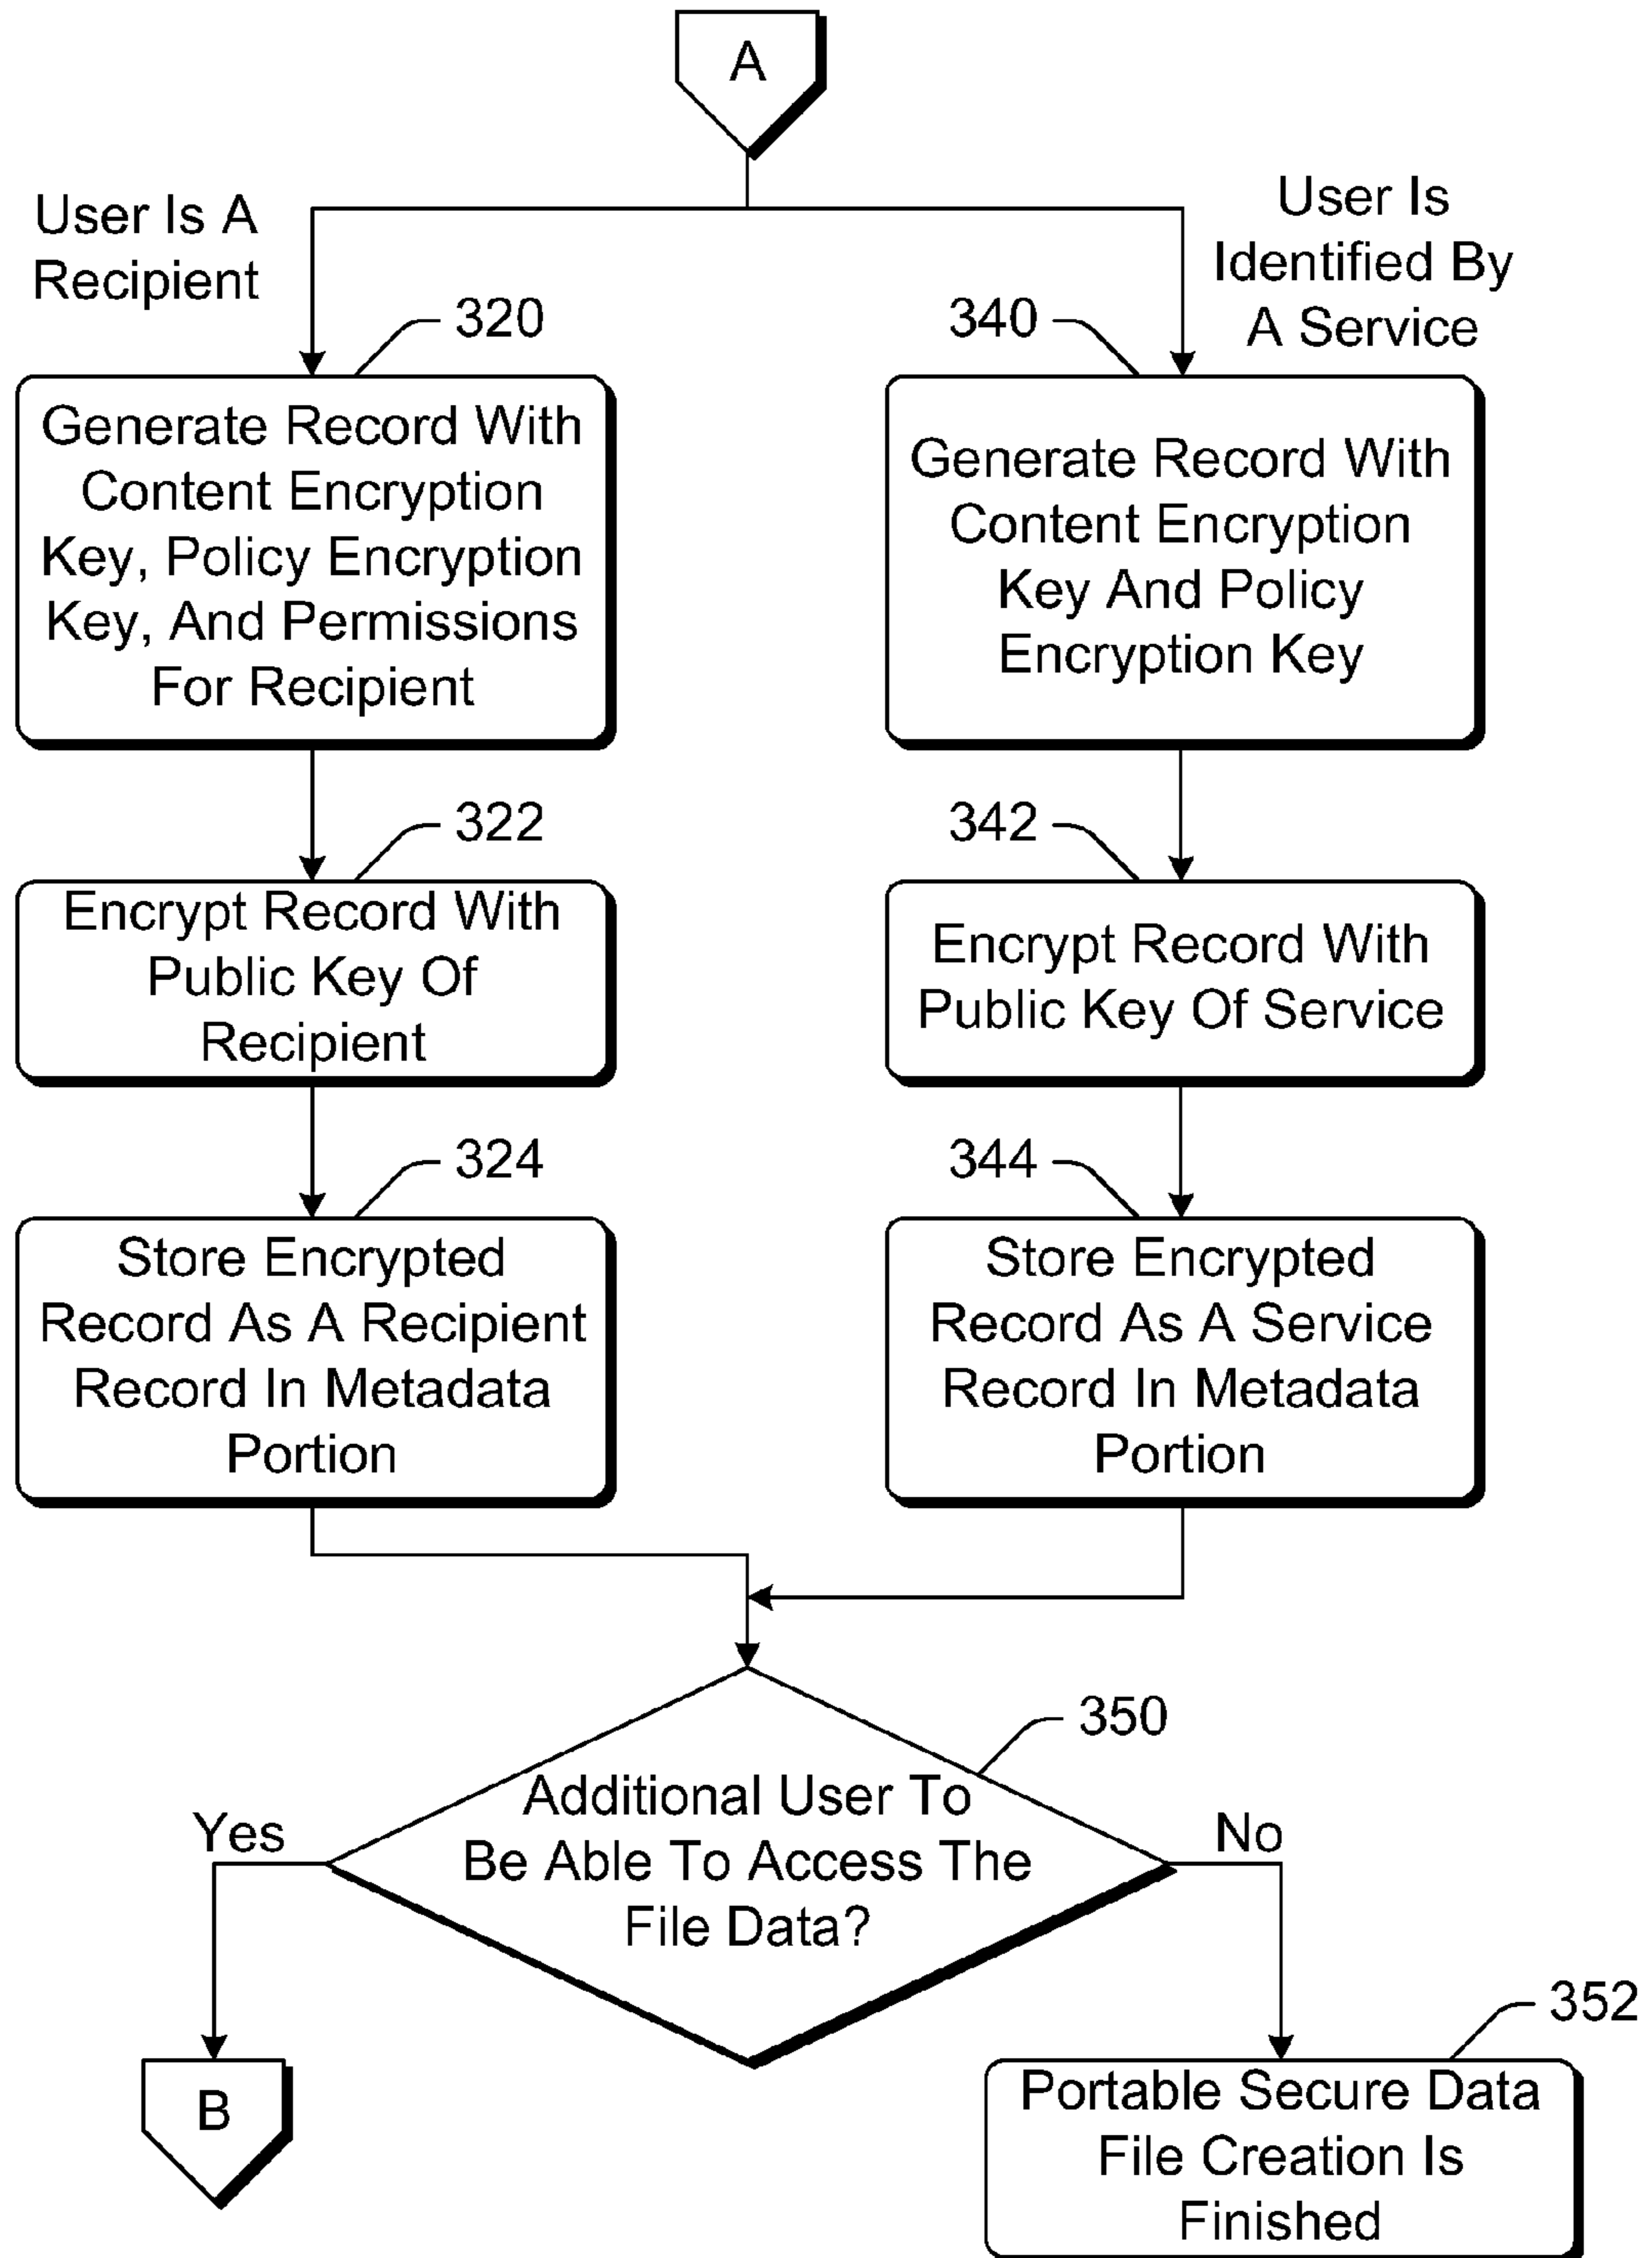 A
User Is A
Recipient
User Is
Identified By
A Service
320
340
Generate Record With
Content Encryption
Key, Policy Encryption
Key, And Permissions
For Recipient
Generate Record With
Content Encryption
Key And Policy
Encryption Key
322
342
Encrypt Record With
Public Key Of
Recipient
Encrypt Record With
Public Key Of Service
324
344
Store Encrypted
Record As A Recipient
Record In Metadata
Portion
Store Encrypted
Record As A Service
Record In Metadata
Portion
350
Additional User To
Be Able To Access The
File Data?
Yes
No
352
B
Portable Secure Data
File Creation Is
Finished